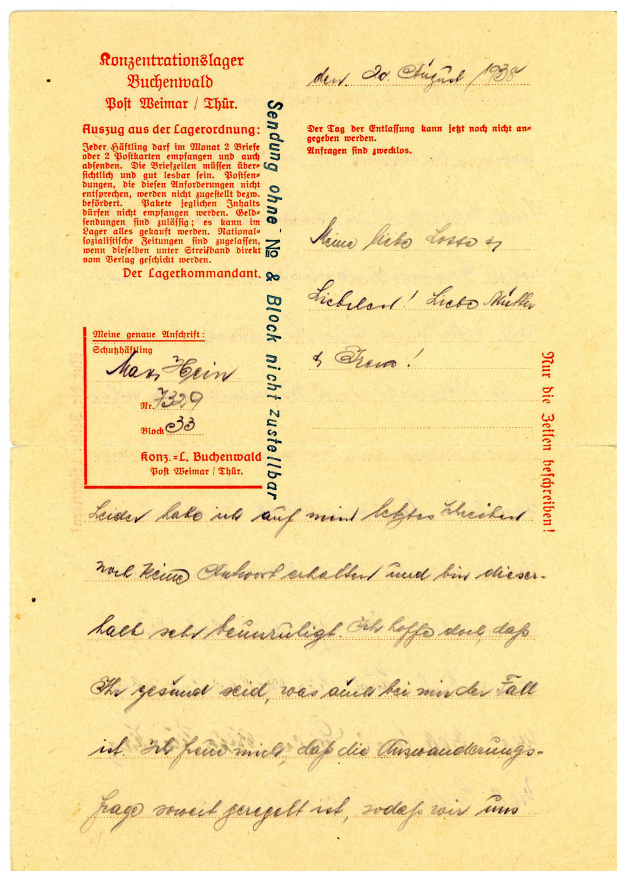 Konzentrationslager
Buchenwald
Post Weimar / Thür.
Auszug aus der Lagerordnung:
Jeder Häftling darf im Monat 2 Briefe
oder 2 Postkarten empfangen und auch
absenden. Die Briefzeilen müssen über-
sichtlich und gut lesbar sein. Postsen-
dungen, die diesen Anforderungen nicht
entsprechen, werden nicht zugestellt bezw.
befördert. Pakete jeglichen Inhalts
dürfen nicht empfangen werden. Geld-
sendungen sind zulässig; es kann im
Lager alles gekauft werden. National-
sozialistische Zeitungen sind zugelassen,
wenn dieselben unter Streifband direkt
vom Verlag geschickt werden.
Der Lagerkommandant.
Sendung ohne No & Block nicht zustellbar
den 20. August 1938
Der Tag der Entlassung kann jetzt noch nicht an-
gegeben werden.
Anfragen sind zwecklos.
Meine liebe
Liebelein! Liebe Mutter
&
Meine genaue Anschrift:
Schutzhäftling
Max Hein
Nr. 7329
Block 33
Konz.=L. Buchenwald
Post Weimar / Thür.
Nur die Zeilen beschreiben!
Leider habe ich auf mein letztes Schreiben
noch keine Antwort erhalten und bin dieser-
halb sehr beunruhigt. Ich hoffe doch, daß
Ihr gesund seid, was auch bei mir der Fall
ist. Ich freue mich, daß die Auswanderungs-
frage soweit geregelt ist, sodaß wir uns